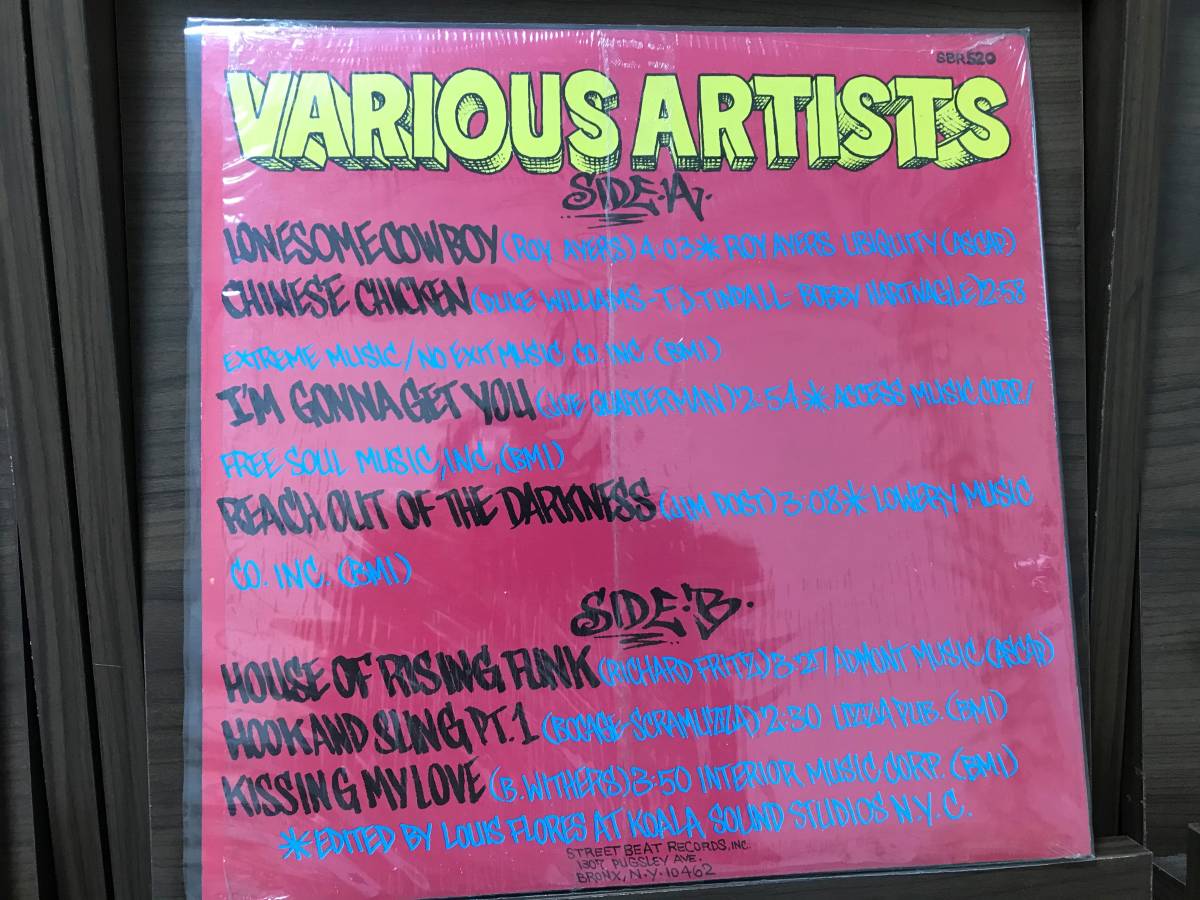 SBR520
VARIOUS ARTISTS
SIDE·A·
LONESOME COWBOY (ROY AYERS) 4:03* ROY AYERS UBIQUITY (ASCAP)
CHINESE CHICKEN (DUKE WILLIAMS-T.J. TINDALL- BOBBY HARTNAGLE) 2:58
EXTREME MUSIC/NO EXIT MUSIC CO. INC. (BMI)
I'M GONNA GET YOU (JOE QUARTERMAN) 2:54* ACCESS MUSIC CORP./
FREE SOUL MUSIC, INC, (BMI)
REACH OUT OF THE DARKNESS (JIM DOST) 3:08* LOWERY MUSIC
CO. INC. (BMI)
SIDE:B·
HOUSE OF RISING FUNK (RICHARD FRITZ) 3:27 ADMONT MUSIC (ASCAP)
HOOK AND SLING PT.1 (BOCAGE-SCRAMUZZA) 2:30 UZZA PUB. (BMI)
KISSING MY LOVE (B. WITHERS) 3:50 INTERIOR MUSIC CORP. (BMI)
*EDITED BY LOUIS FLORES AT KOALA SOUND STUDIOS N.Y.C.
STREET BEAT RECORDS, INC.
1307 PUGSLEY AVE.
BRONX, N.Y. 10462